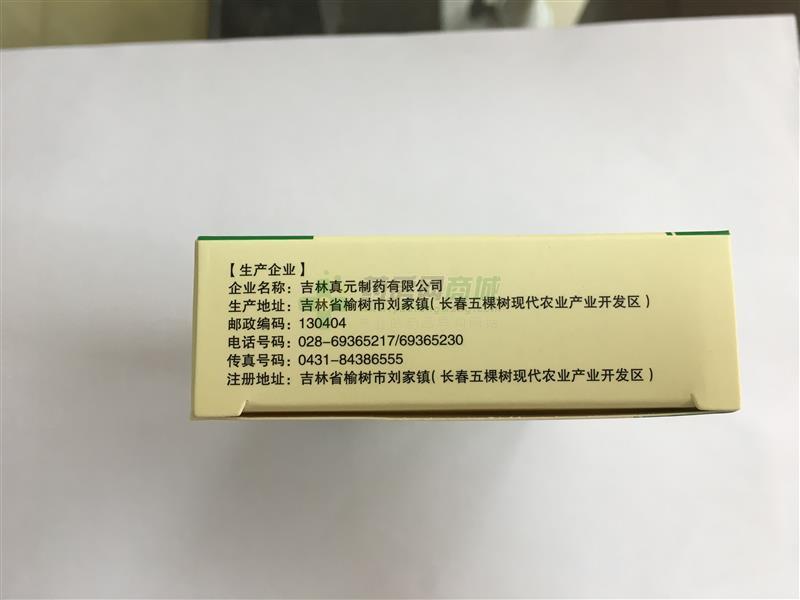 【生产企业】
企业名称：吉林真元制药有限公司
生产地址：吉林省榆树市刘家镇(长春五棵树现代农业产业开发区)
邮政编码：130404
电话号码：028-69365217/69365230
传真号码：0431-84386555
注册地址：吉林省榆树市刘家镇(长春五棵树现代农业产业开发区)
商城